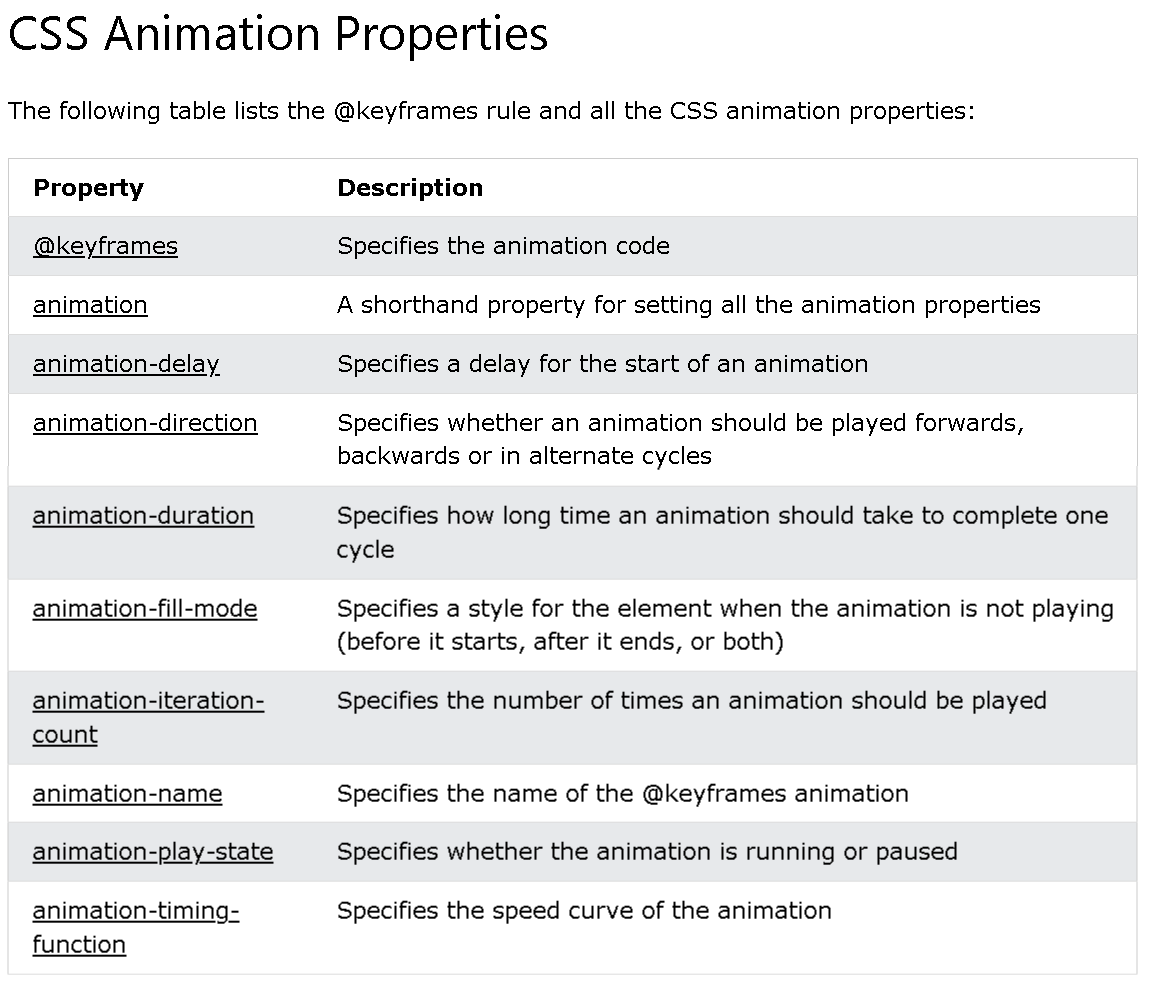 CSS Animation Properties
The following table lists the @keyframes rule and all the CSS animation properties:
Property Description
@keyframes Specifies the animation code
animation A shorthand property for setting all the animation properties
animation-delay Specifies a delay for the start of an animation
animation-direction Specifies whether an animation should be played forwards,
backwards or in alternate cycles
animation-duration Specifies how long time an animation should take to complete one
cycle
animation-fill-mode Specifies a style for the element when the animation is not playing
(before it starts, after it ends, or both)
animation-iteration- Specifies the number of times an animation should be played
count
animation-name Specifies the name of the @keyframes animation
animation-play-state Specifies whether the animation is running or paused
animation-timing- Specifies the speed curve of the animation
function